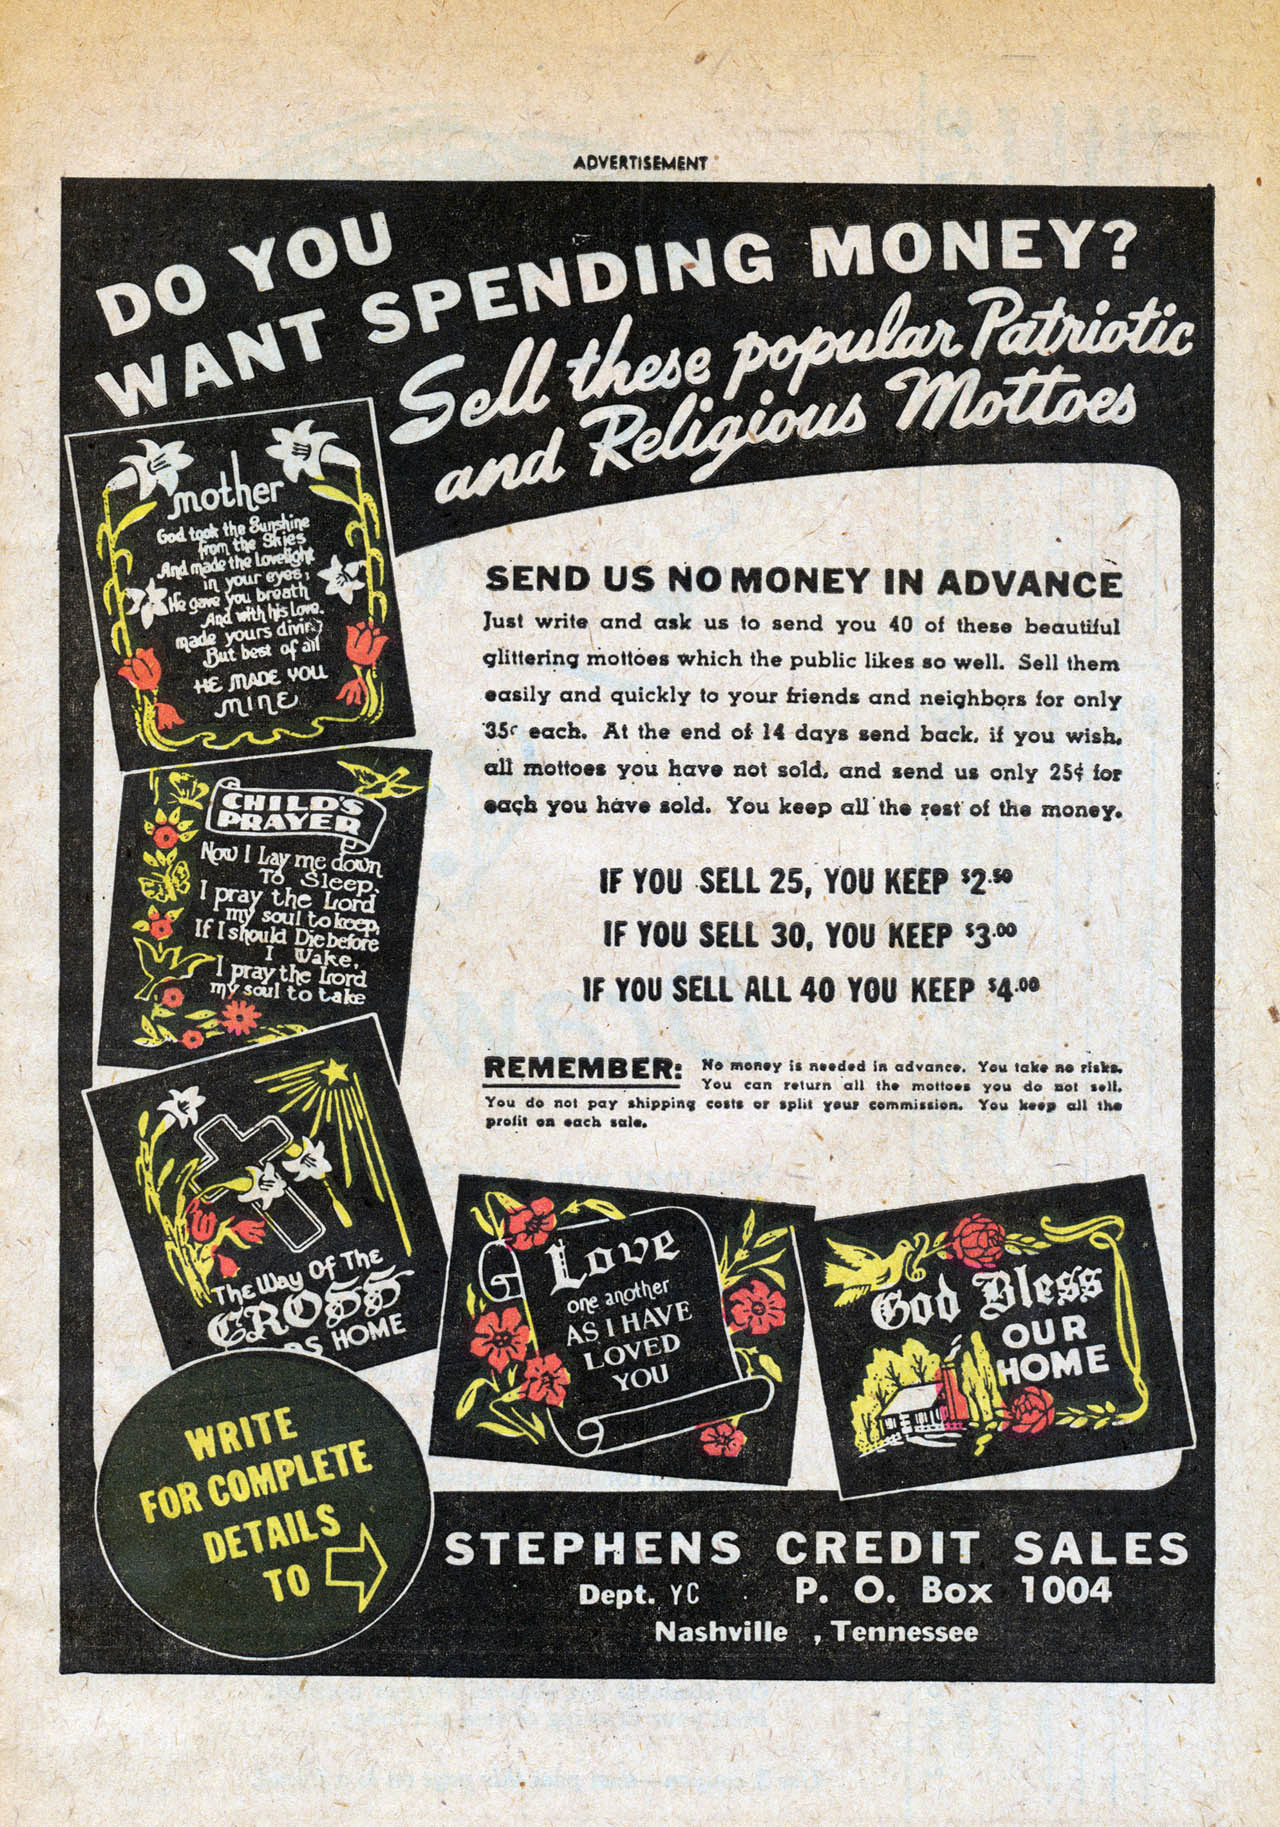 ADVERTISEMENT
DO YOU
WANT SPENDING MONEY?
Sell these popular Patriotic
and Religious Mottoes
mother
God took the Sunshine
from the Skies
And made the Lovelight
in your eyes;
He gave you breath
And with his Love.
made yours divine
But best of all
HE MADE YOU
MINE
CHILD'S
PRAYER
Now I Lay me down
To Sleep.
I pray the Lord
my soul to keep,
If I should Die before
I Wake.
I pray the Lord
my soul to take
The Way Of The
CROSS
HOME
SEND US NO MONEY IN ADVANCE
Just write and ask us to send you 40 of these beautiful
glittering mottoes which the public likes so well. Sell them
easily and quickly to your friends and neighbors for only
35¢ each. At the end of 14 days send back, if you wish,
all mottoes you have not sold, and send us only 25¢ for
each you have sold. You keep all the rest of the money.
IF YOU SELL 25, YOU KEEP $2.50
IF YOU SELL 30, YOU KEEP $3.00
IF YOU SELL ALL 40 YOU KEEP $4.00
REMEMBER: No money is needed in advance. You take no risks.
You can return all the mottoes you do not sell.
You do not pay shipping costs or split your commission. You keep all the
profit on each sale.
Love
one another
AS I HAVE
LOVED
YOU
God Bless
OUR
HOME
WRITE
FOR COMPLETE
DETAILS
TO
STEPHENS CREDIT SALES
Dept. YC P. O. Box 1004
Nashville , Tennessee